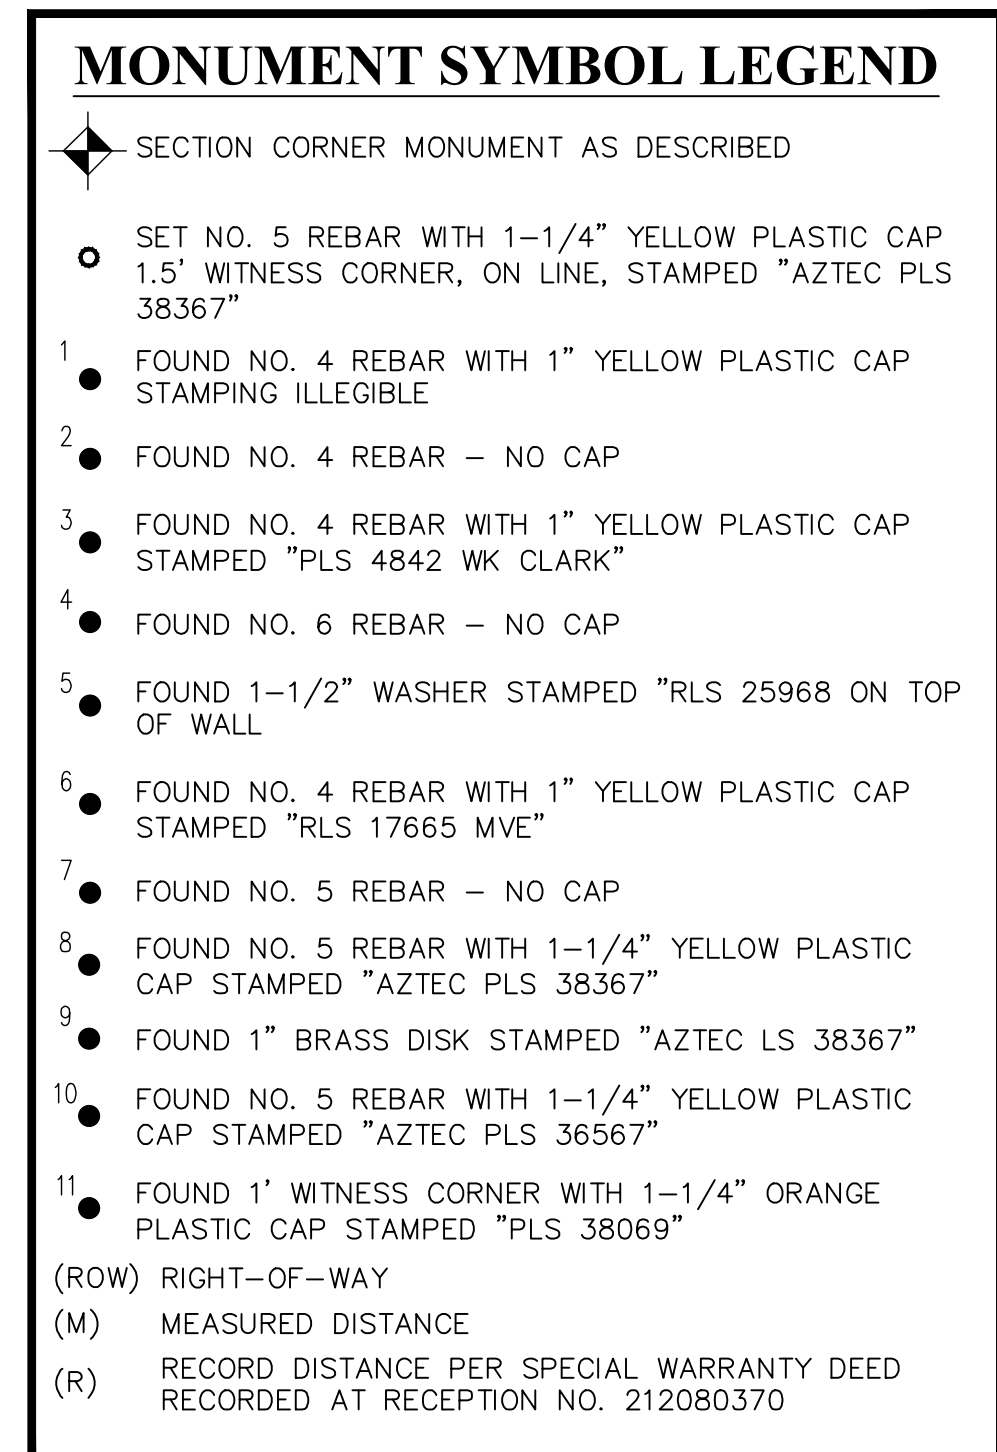 MONUMENT SYMBOL LEGEND
SECTION CORNER MONUMENT AS DESCRIBED
SET NO. 5 REBAR WITH 1-1/4" YELLOW PLASTIC CAP
1.5' WITNESS CORNER, ON LINE, STAMPED "AZTEC PLS
38367"
1 FOUND NO. 4 REBAR WITH 1" YELLOW PLASTIC CAP
STAMPING ILLEGIBLE
2 FOUND NO. 4 REBAR - NO CAP
3 FOUND NO. 4 REBAR WITH 1" YELLOW PLASTIC CAP
STAMPED "PLS 4842 WK CLARK"
4 FOUND NO. 6 REBAR - NO CAP
5 FOUND 1-1/2" WASHER STAMPED "RLS 25968 ON TOP
OF WALL
6 FOUND NO. 4 REBAR WITH 1" YELLOW PLASTIC CAP
STAMPED "RLS 17665 MVE"
7 FOUND NO. 5 REBAR - NO CAP
8 FOUND NO. 5 REBAR WITH 1-1/4" YELLOW PLASTIC
CAP STAMPED "AZTEC PLS 38367"
9 FOUND 1" BRASS DISK STAMPED "AZTEC LS 38367"
10 FOUND NO. 5 REBAR WITH 1-1/4" YELLOW PLASTIC
CAP STAMPED "AZTEC PLS 36567"
11 FOUND 1' WITNESS CORNER WITH 1-1/4" ORANGE
PLASTIC CAP STAMPED "PLS 38069"
(ROW) RIGHT-OF-WAY
(M) MEASURED DISTANCE
(R) RECORD DISTANCE PER SPECIAL WARRANTY DEED
RECORDED AT RECEPTION NO. 212080370